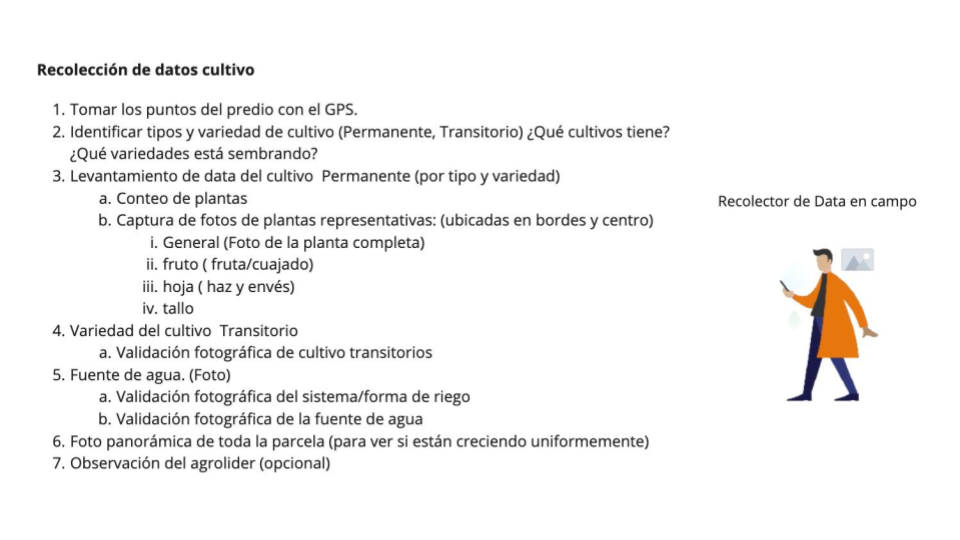 Recolección de datos cultivo
1. Tomar los puntos del predio con el GPS.
2. Identificar tipos y variedad de cultivo (Permanente, Transitorio) ¿Qué cultivos tiene?
¿Qué variedades está sembrando?
3. Levantamiento de data del cultivo  Permanente (por tipo y variedad)
a. Conteo de plantas
b. Captura de fotos de plantas representativas: (ubicadas en bordes y centro)
i. General (Foto de la planta completa)
ii. fruto ( fruta/cuajado)
iii. hoja ( haz y envés)
iv. tallo
4. Variedad del cultivo  Transitorio
a. Validación fotográfica de cultivo transitorios
5. Fuente de agua. (Foto)
a. Validación fotográfica del sistema/forma de riego
b. Validación fotográfica de la fuente de agua
6. Foto panorámica de toda la parcela (para ver si están creciendo uniformemente)
7. Observación del agrolider (opcional)
Recolector de Data en campo